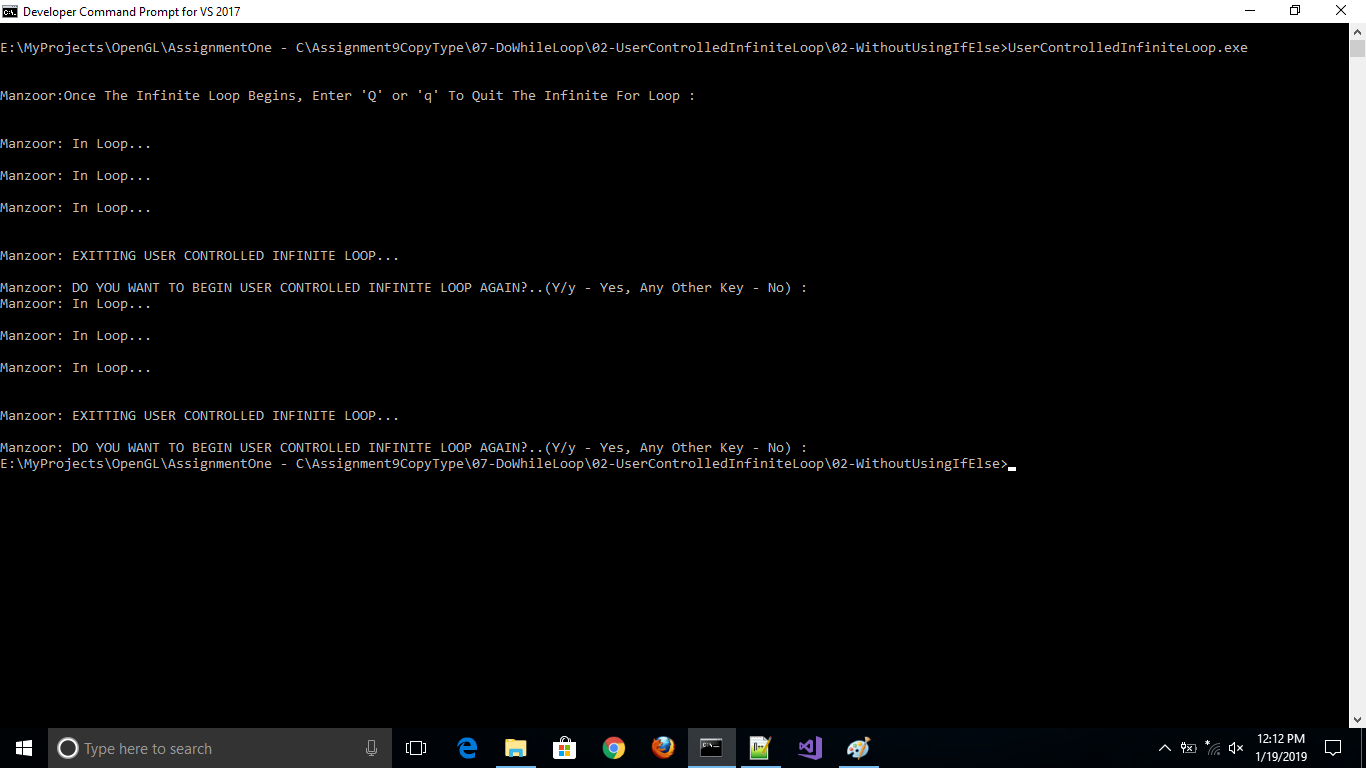 Developer Command Prompt for VS 2017
E:\MyProjects\OpenGL\AssignmentOne - C\Assignment9CopyType\07-DoWhileLoop\02-UserControlledInfiniteLoop\02-WithoutUsingIfElse>UserControlledInfiniteLoop.exe
Manzoor:Once The Infinite Loop Begins, Enter 'Q' or 'q' To Quit The Infinite For Loop :
Manzoor: In Loop...
Manzoor: In Loop...
Manzoor: In Loop...
Manzoor: EXITTING USER CONTROLLED INFINITE LOOP...
Manzoor: DO YOU WANT TO BEGIN USER CONTROLLED INFINITE LOOP AGAIN?..(Y/y - Yes, Any Other Key - No) :
Manzoor: In Loop...
Manzoor: In Loop...
Manzoor: In Loop...
Manzoor: EXITTING USER CONTROLLED INFINITE LOOP...
Manzoor: DO YOU WANT TO BEGIN USER CONTROLLED INFINITE LOOP AGAIN?..(Y/y - Yes, Any Other Key - No) :
E:\MyProjects\OpenGL\AssignmentOne - C\Assignment9CopyType\07-DoWhileLoop\02-UserControlledInfiniteLoop\02-WithoutUsingIfElse>
Type here to search
12:12 PM
1/19/2019